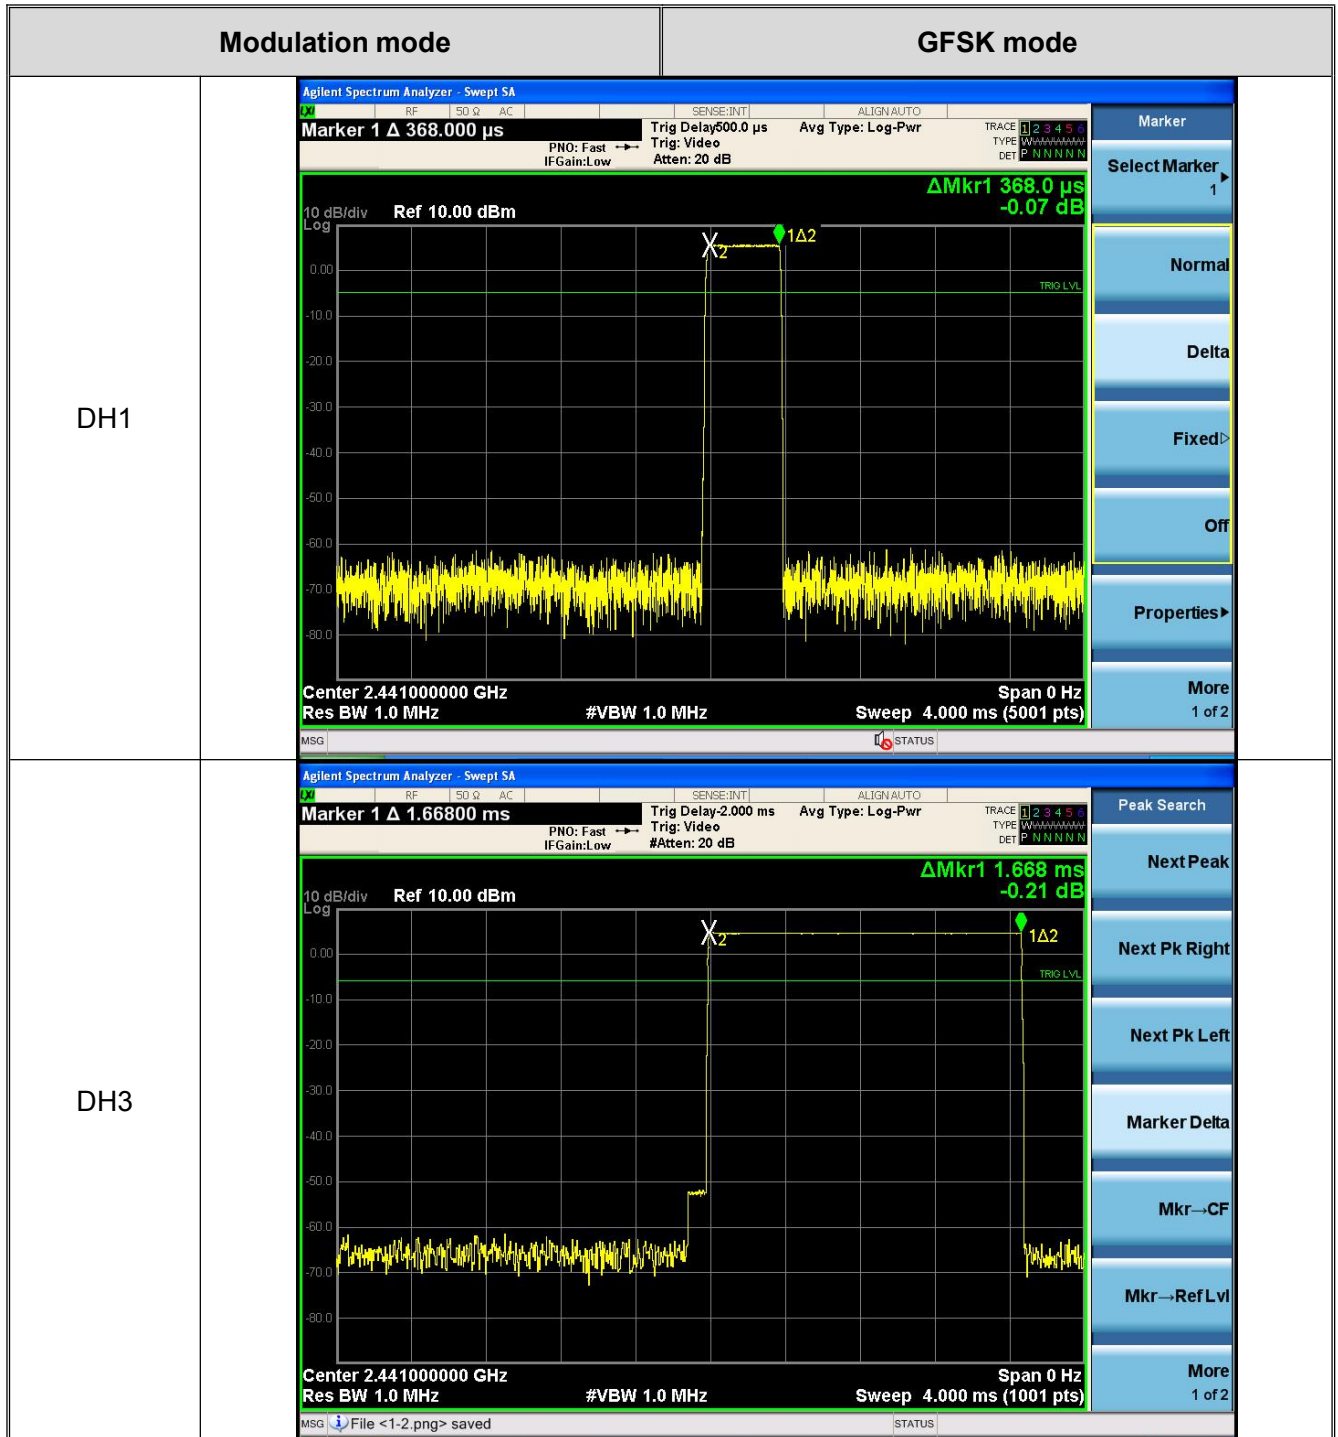 Modulation mode GFSK mode
DH1
Agilent Spectrum Analyzer - Swept SA
LXI RF 50 Ω AC SENSE:INT ALIGN AUTO
Marker 1 Δ 368.000 µs
PNO: Fast
IFGain:Low
Trig Delay500.0 µs
Trig: Video
Atten: 20 dB
Avg Type: Log-Pwr
TRACE 1 2 3 4 5 6
TYPE W
DET P N N N N N
ΔMkr1 368.0 µs
-0.07 dB
10 dB/div Ref 10.00 dBm
Log
X2 1Δ2
0.00
TRIG LVL
-10.0
-20.0
-30.0
-40.0
-50.0
-60.0
-70.0
-80.0
Center 2.441000000 GHz Span 0 Hz
Res BW 1.0 MHz #VBW 1.0 MHz Sweep 4.000 ms (5001 pts)
MSG STATUS
Marker
Select Marker
1
Normal
Delta
Fixed
Off
Properties
More
1 of 2
DH3
Agilent Spectrum Analyzer - Swept SA
LXI RF 50 Ω AC SENSE:INT ALIGN AUTO
Marker 1 Δ 1.66800 ms
PNO: Fast
IFGain:Low
Trig Delay-2.000 ms
Trig: Video
#Atten: 20 dB
Avg Type: Log-Pwr
TRACE 1 2 3 4 5 6
TYPE W
DET P N N N N N
ΔMkr1 1.668 ms
-0.21 dB
10 dB/div Ref 10.00 dBm
Log
X2 1Δ2
0.00
TRIG LVL
-10.0
-20.0
-30.0
-40.0
-50.0
-60.0
-70.0
-80.0
Center 2.441000000 GHz Span 0 Hz
Res BW 1.0 MHz #VBW 1.0 MHz Sweep 4.000 ms (1001 pts)
MSG File <1-2.png> saved STATUS
Peak Search
Next Peak
Next Pk Right
Next Pk Left
Marker Delta
Mkr→CF
Mkr→Ref Lvl
More
1 of 2